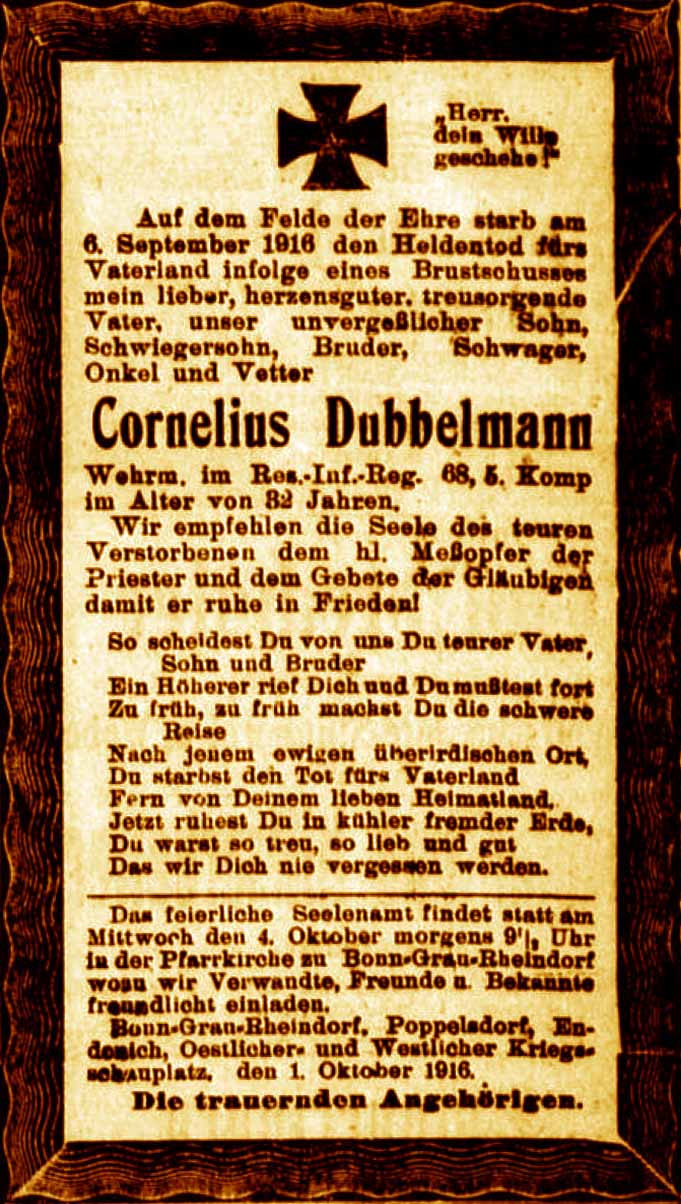 „Herr,
dein Wille
geschehe!“
Auf dem Felde der Ehre starb am
6. September 1916 den Heldentod fürs
Vaterland infolge eines Brustschusses
mein lieber, herzensguter, treusorgende
Vater, unser unvergeßlicher Sohn,
Schwiegersohn, Bruder, Schwager,
Onkel und Vetter
Cornelius Dubbelmann
Wehrm. im Res.-Inf.-Reg. 68, 5. Komp
im Alter von 32 Jahren.
Wir empfehlen die Seele des teuren
Verstorbenen dem hl. Meßopfer der
Priester und dem Gebete der Gläubigen
damit er ruhe in Frieden!
So scheidest Du von uns Du teurer Vater,
Sohn und Bruder
Ein Höherer rief Dich und Du mußtest fort
Zu früh, zu früh machst Du die schwere
Reise
Nach jenem ewigen überirdischen Ort,
Du starbst den Tot fürs Vaterland
Fern von Deinem lieben Heimatland,
Jetzt ruhest Du in kühler fremder Erde,
Du warst so treu, so lieb und gut
Das wir Dich nie vergessen werden.
Das feierliche Seelenamt findet statt am
Mittwoch den 4. Oktober morgens 9¹|₂ Uhr
in der Pfarrkirche zu Bonn-Grau-Rheindorf
wozu wir Verwandte, Freunde u. Bekannte
freundlicht einladen.
Bonn-Grau-Rheindorf, Poppelsdorf, En-
denich, Oestlicher- und Westlicher Kriegs-
schauplatz, den 1. Oktober 1916.
Die trauernden Angehörigen.